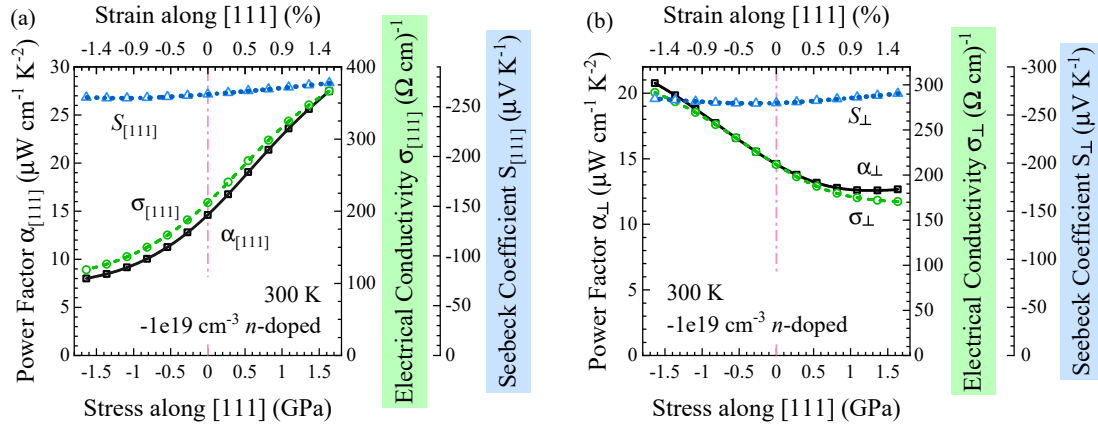 (a)
Strain along [111] (%)
-1.4 -0.9 -0.5 0 0.5 0.9 1.4
Power Factor α[111] (μW cm-1 K-2)
30
25
20
15
10
5
0
S[111]
σ[111]
α[111]
300 K
-1e19 cm-3 n-doped
-1.5 -1 -0.5 0 0.5 1 1.5
Stress along [111] (GPa)
400
300
200
100
0
Electrical Conductivity σ[111] (Ω cm)-1
-250
-200
-150
-100
-50
0
Seebeck Coefficient S[111] (μV K-1)
(b)
Strain along [111] (%)
-1.4 -0.9 -0.5 0 0.5 0.9 1.4
Power Factor α⊥ (μW cm-1 K-2)
20
15
10
5
0
S⊥
α⊥
σ⊥
300 K
-1e19 cm-3 n-doped
-1.5 -1 -0.5 0 0.5 1 1.5
Stress along [111] (GPa)
300
250
200
150
100
50
0
Electrical Conductivity σ⊥ (Ω cm)-1
-300
-250
-200
-150
-100
-50
0
Seebeck Coefficient S⊥ (μV K-1)